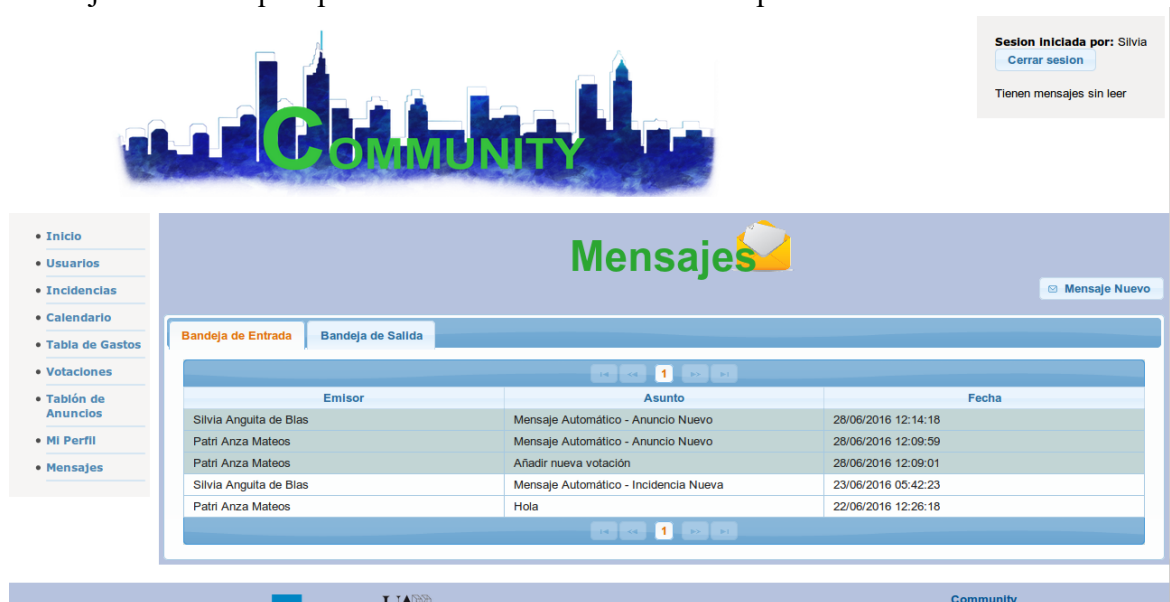 Sesion iniciada por: Silvia
Cerrar sesion
Tienen mensajes sin leer
COMMUNITY
Inicio
Usuarios
Incidencias
Calendario
Tabla de Gastos
Votaciones
Tablón de
Anuncios
Mi Perfil
Mensajes
Mensajes
Mensaje Nuevo
Bandeja de Entrada Bandeja de Salida
1
Emisor Asunto Fecha
Silvia Anguita de Blas Mensaje Automático - Anuncio Nuevo 28/06/2016 12:14:18
Patri Anza Mateos Mensaje Automático - Anuncio Nuevo 28/06/2016 12:09:59
Patri Anza Mateos Añadir nueva votación 28/06/2016 12:09:01
Silvia Anguita de Blas Mensaje Automático - Incidencia Nueva 23/06/2016 05:42:23
Patri Anza Mateos Hola 22/06/2016 12:26:18
1
Community